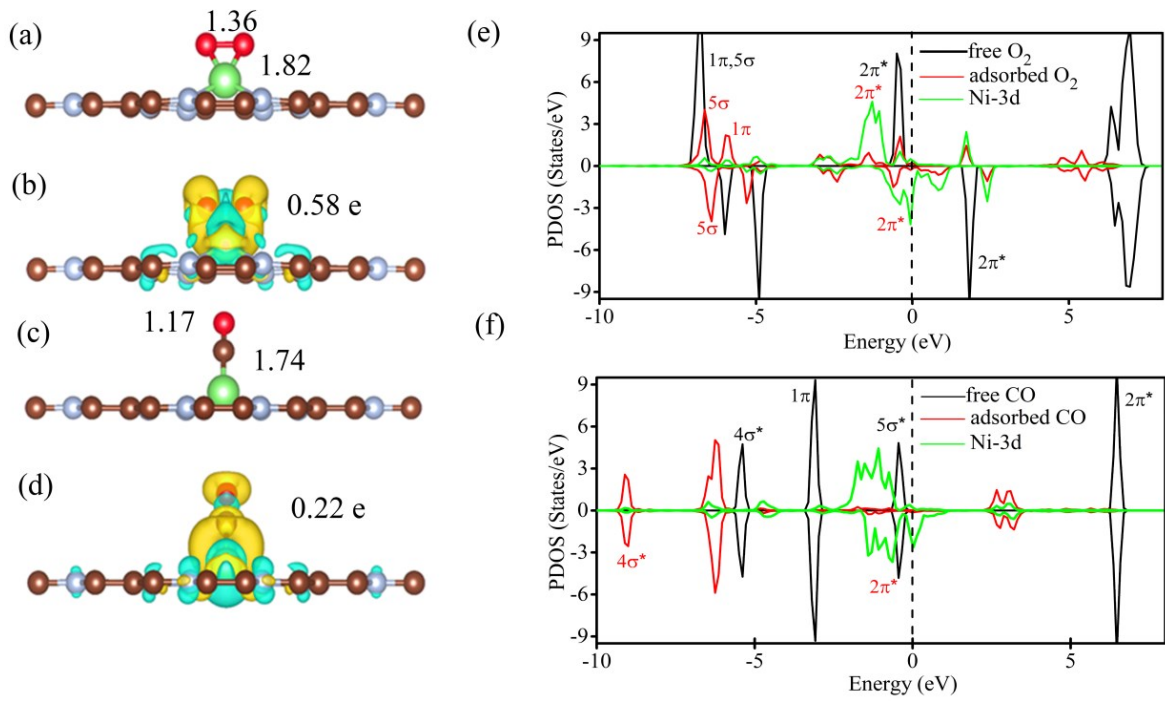 (a)
1.36
1.82
(b)
0.58 e
(c)
1.17
1.74
(d)
0.22 e
(e)
9
6
3
0
-3
-6
-9
PDOS (States/eV)
1π,5σ
5σ
1π
5σ
2π*
2π*
2π*
2π*
free O₂
adsorbed O₂
Ni-3d
-10
-5
0
5
Energy (eV)
(f)
9
6
3
0
-3
-6
-9
PDOS (States/eV)
4σ*
4σ*
1π
5σ*
2π*
2π*
free CO
adsorbed CO
Ni-3d
-10
-5
0
5
Energy (eV)